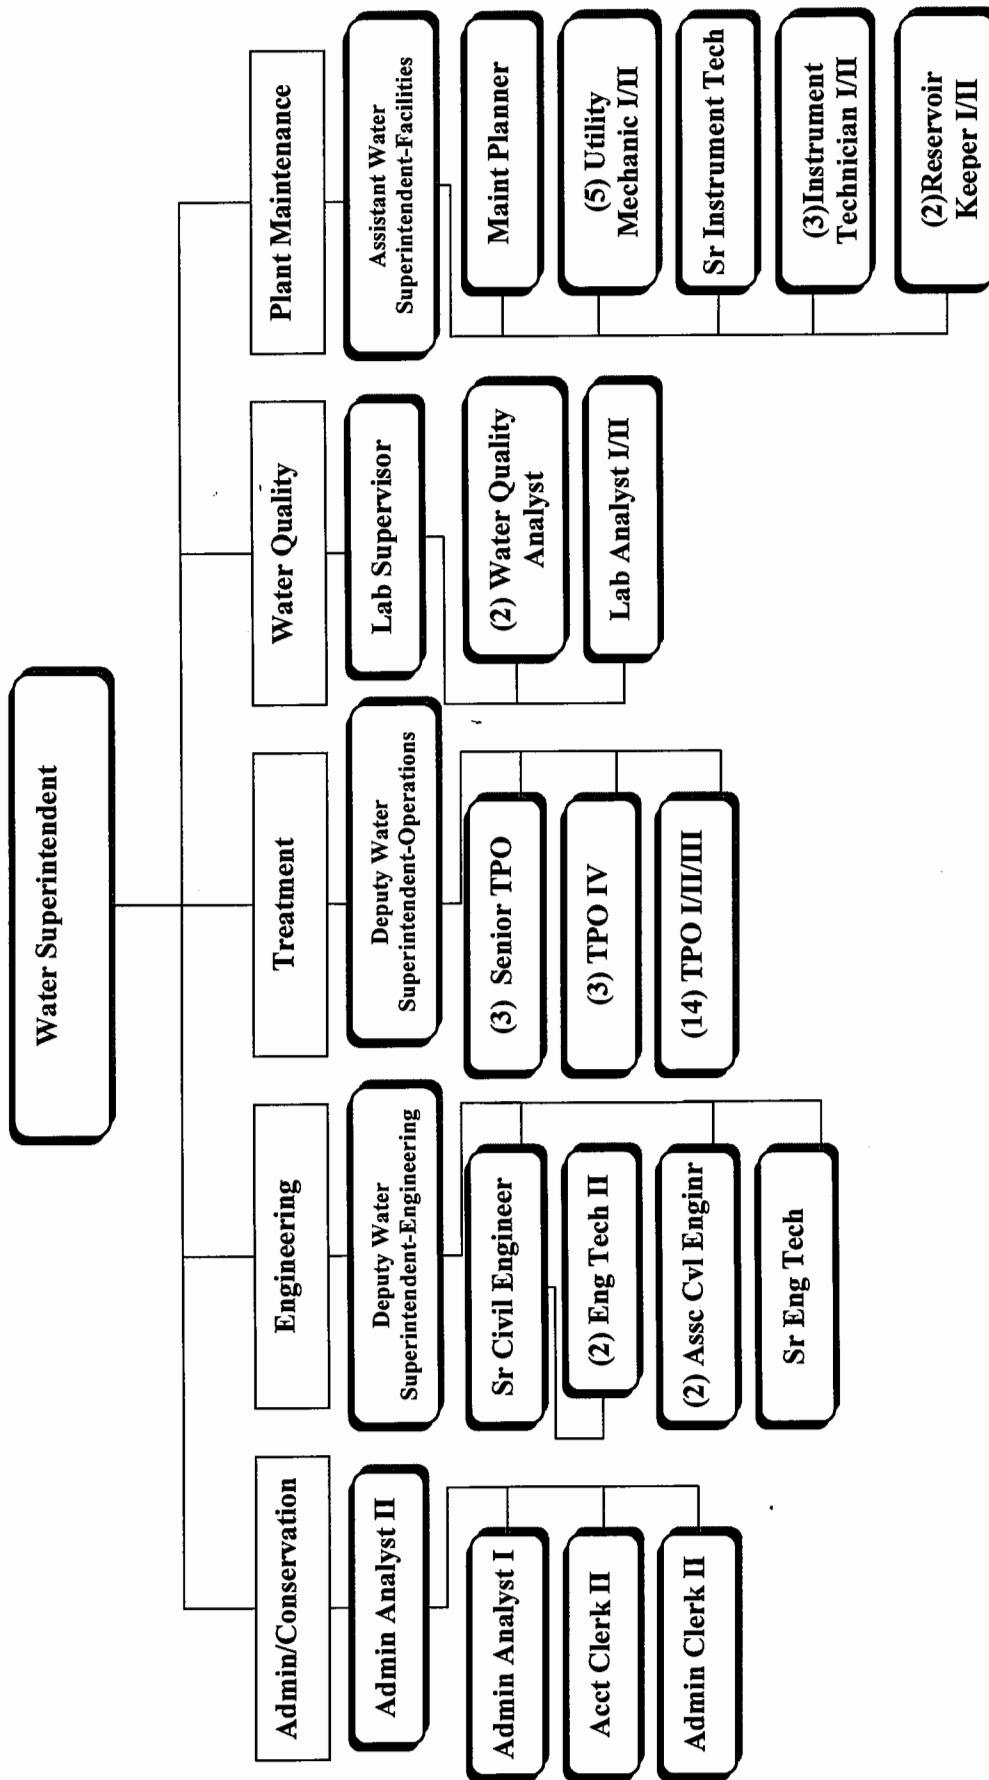 Water Superintendent
Admin/Conservation
Admin Analyst II
Admin Analyst I
Acct Clerk II
Admin Clerk II
Engineering
Deputy Water
Superintendent-Engineering
Sr Civil Engineer
(2) Eng Tech II
(2) Assc Cvl Enginr
Sr Eng Tech
Treatment
Deputy Water
Superintendent-Operations
(3) Senior TPO
(3) TPO IV
(14) TPO I/II/III
Water Quality
Lab Supervisor
(2) Water Quality
Analyst
Lab Analyst I/II
Plant Maintenance
Assistant Water
Superintendent-Facilities
Maint Planner
(5) Utility
Mechanic I/II
Sr Instrument Tech
(3)Instrument
Technician I/II
(2)Reservoir
Keeper I/II